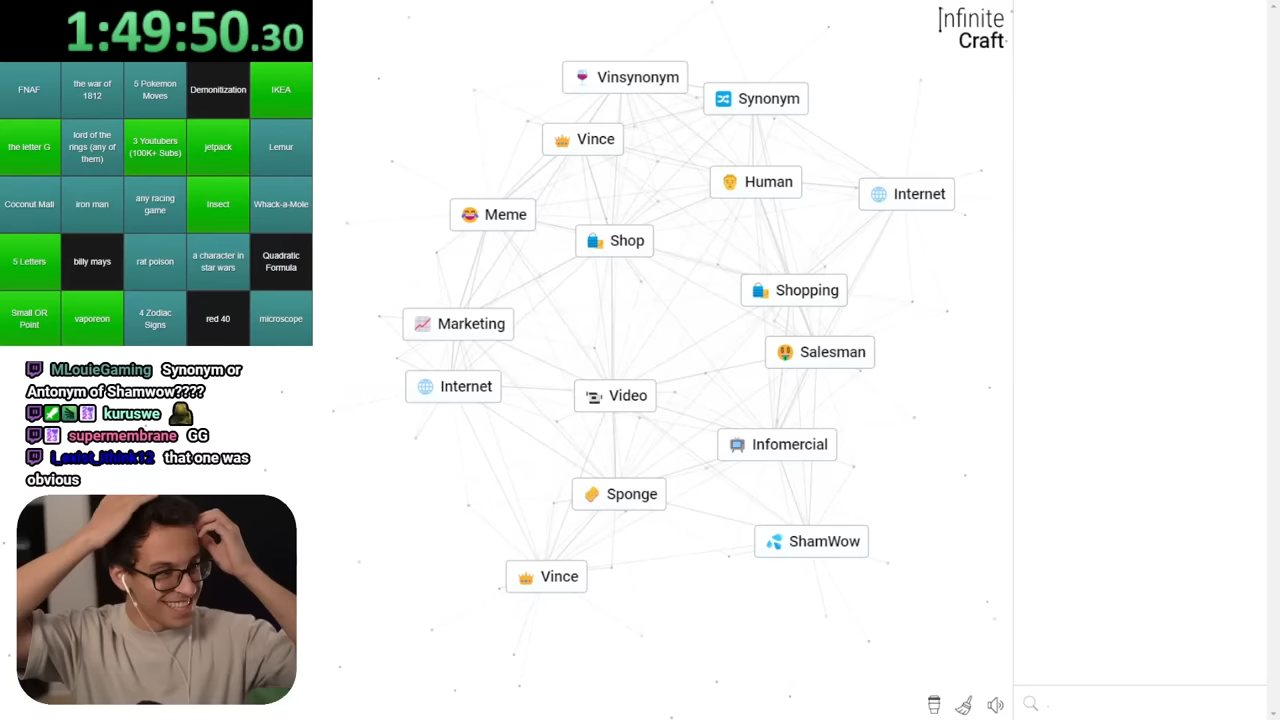 1:49:50.30
FNAF
the war of
1812
5 Pokemon
Moves
Demonitization
IKEA
the letter G
lord of the
rings (any of
them)
3 Youtubers
(100K+ Subs)
jetpack
Lemur
Coconut Mall
iron man
any racing
game
Insect
Whack-a-Mole
5 Letters
billy mays
rat poison
a character in
star wars
Quadratic
Formula
Small OR
Point
vaporeon
4 Zodiac
Signs
red 40
microscope
MLouieGaming Synonym or
Antonym of Shamwow????
kuruswe
supermembrane GG
i_exist_ithink12 that one was
obvious
Infinite
Craft
Vinsynonym
Synonym
Vince
Human
Internet
Meme
Shop
Shopping
Marketing
Salesman
Internet
Video
Infomercial
Sponge
ShamWow
Vince